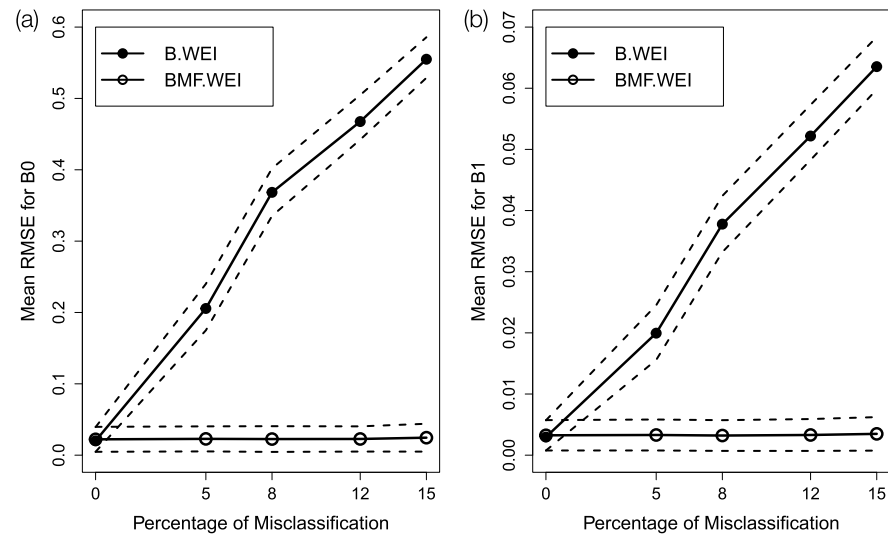 (a)
B.WEI
BMF.WEI
Mean RMSE for B0
0.6
0.5
0.4
0.3
0.2
0.1
0.0
0 5 8 12 15
Percentage of Misclassification
(b)
B.WEI
BMF.WEI
Mean RMSE for B1
0.07
0.06
0.05
0.04
0.03
0.02
0.01
0.00
0 5 8 12 15
Percentage of Misclassification